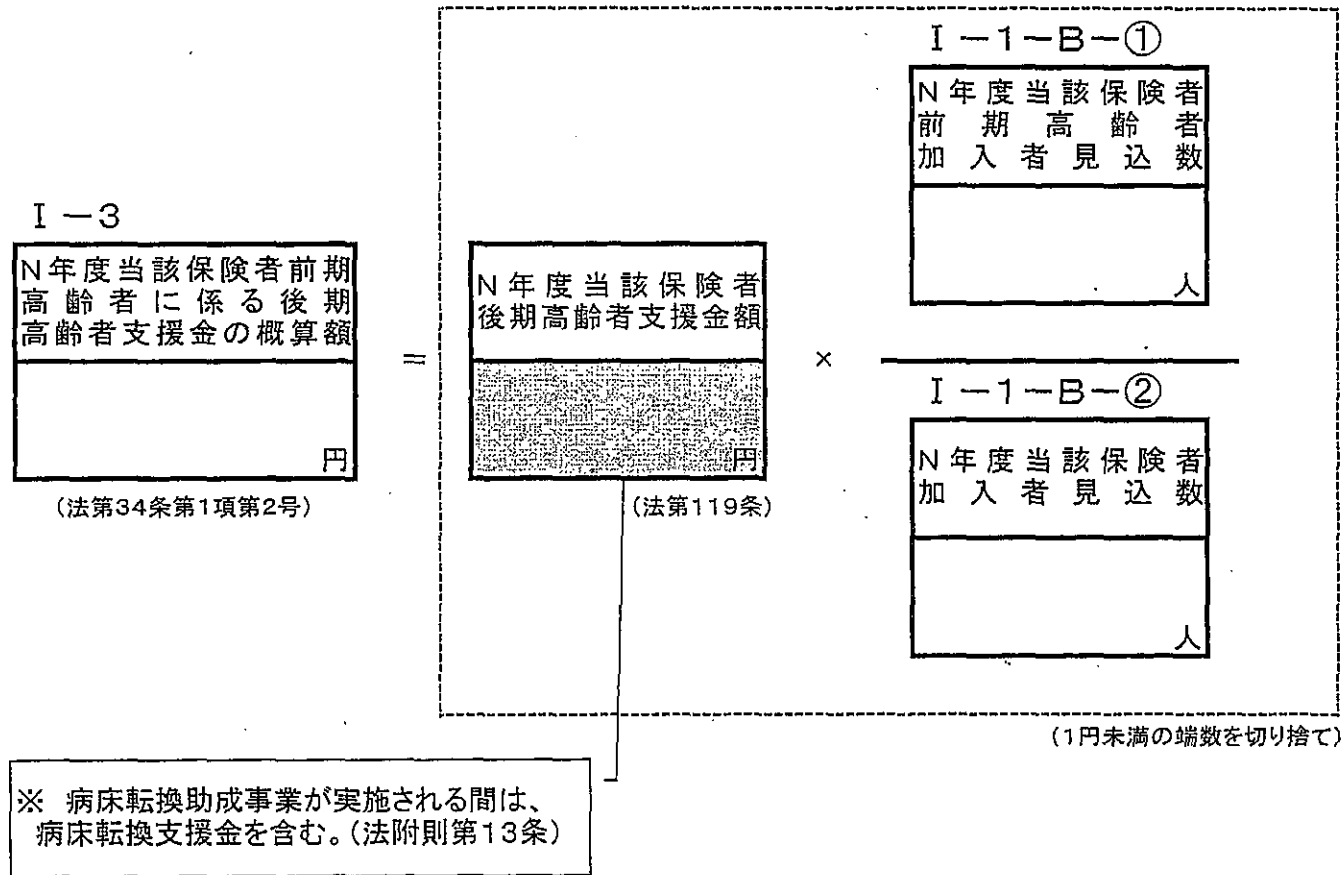 I－1－B－①
N年度当該保険者
前期高齢者
加入者見込数
人
I－3
N年度当該保険者前期
高齢者に係る後期
高齢者支援金の概算額
円
(法第34条第1項第2号)
＝
N年度当該保険者
後期高齢者支援金額
円
(法第119条)
×
I－1－B－②
N年度当該保険者
加入者見込数
人
(1円未満の端数を切り捨て)
※ 病床転換助成事業が実施される間は、
病床転換支援金を含む。(法附則第13条)